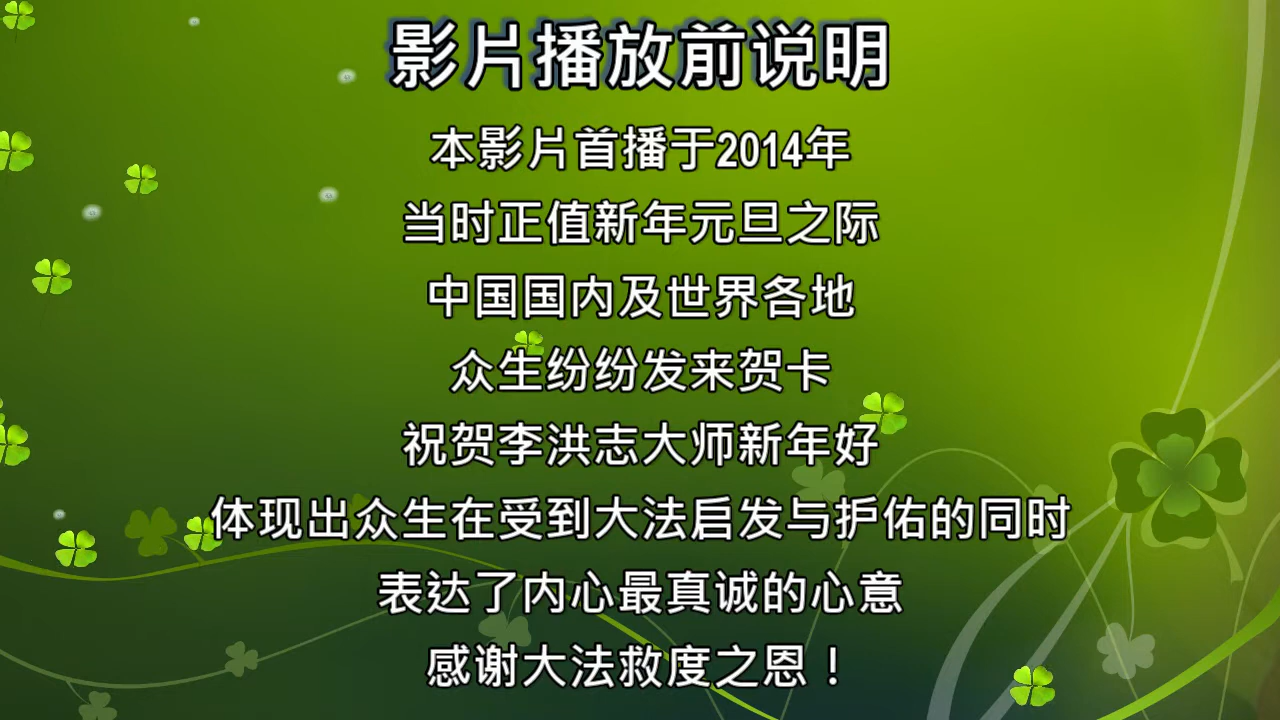 影片播放前说明
本影片首播于2014年
当时正值新年元旦之际
中国国内及世界各地
众生纷纷发来贺卡
祝贺李洪志大师新年好
体现出众生在受到大法启发与护佑的同时
表达了内心最真诚的心意
感谢大法救度之恩！